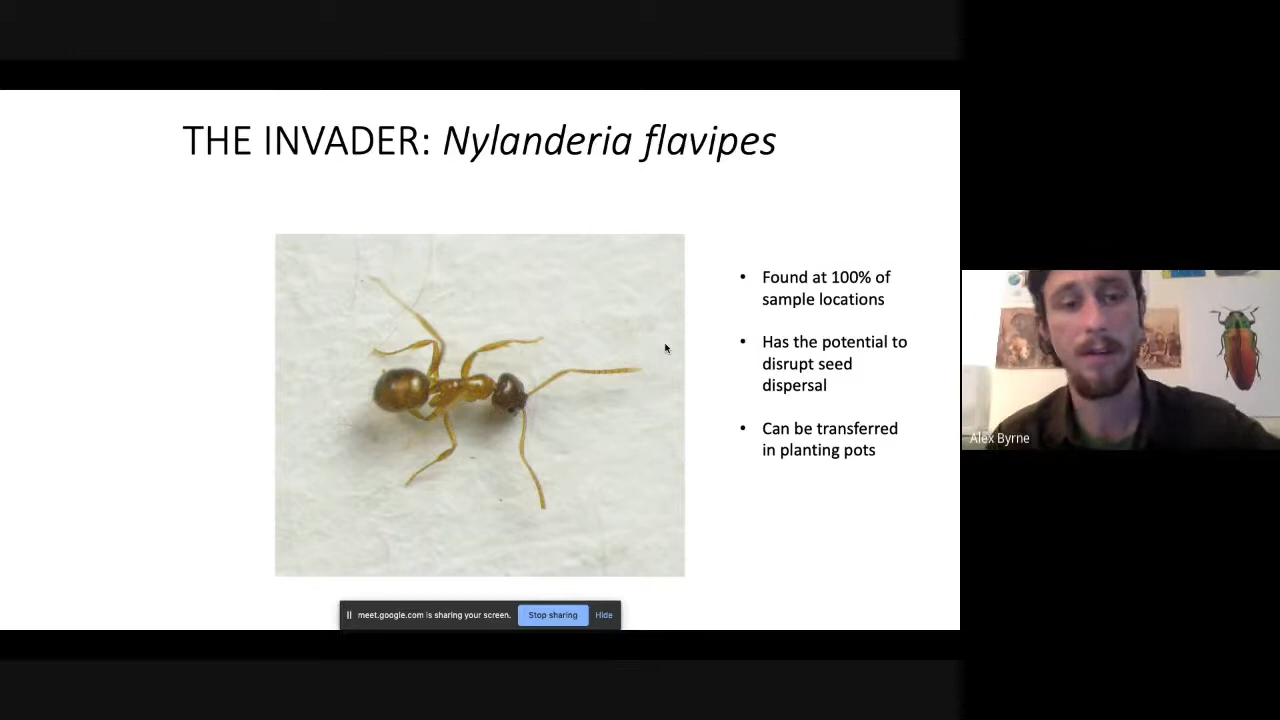 THE INVADER: Nylanderia flavipes
• Found at 100% of
sample locations
• Has the potential to
disrupt seed
dispersal
• Can be transferred
in planting pots
Alex Byrne
meet.google.com is sharing your screen. Stop sharing Hide